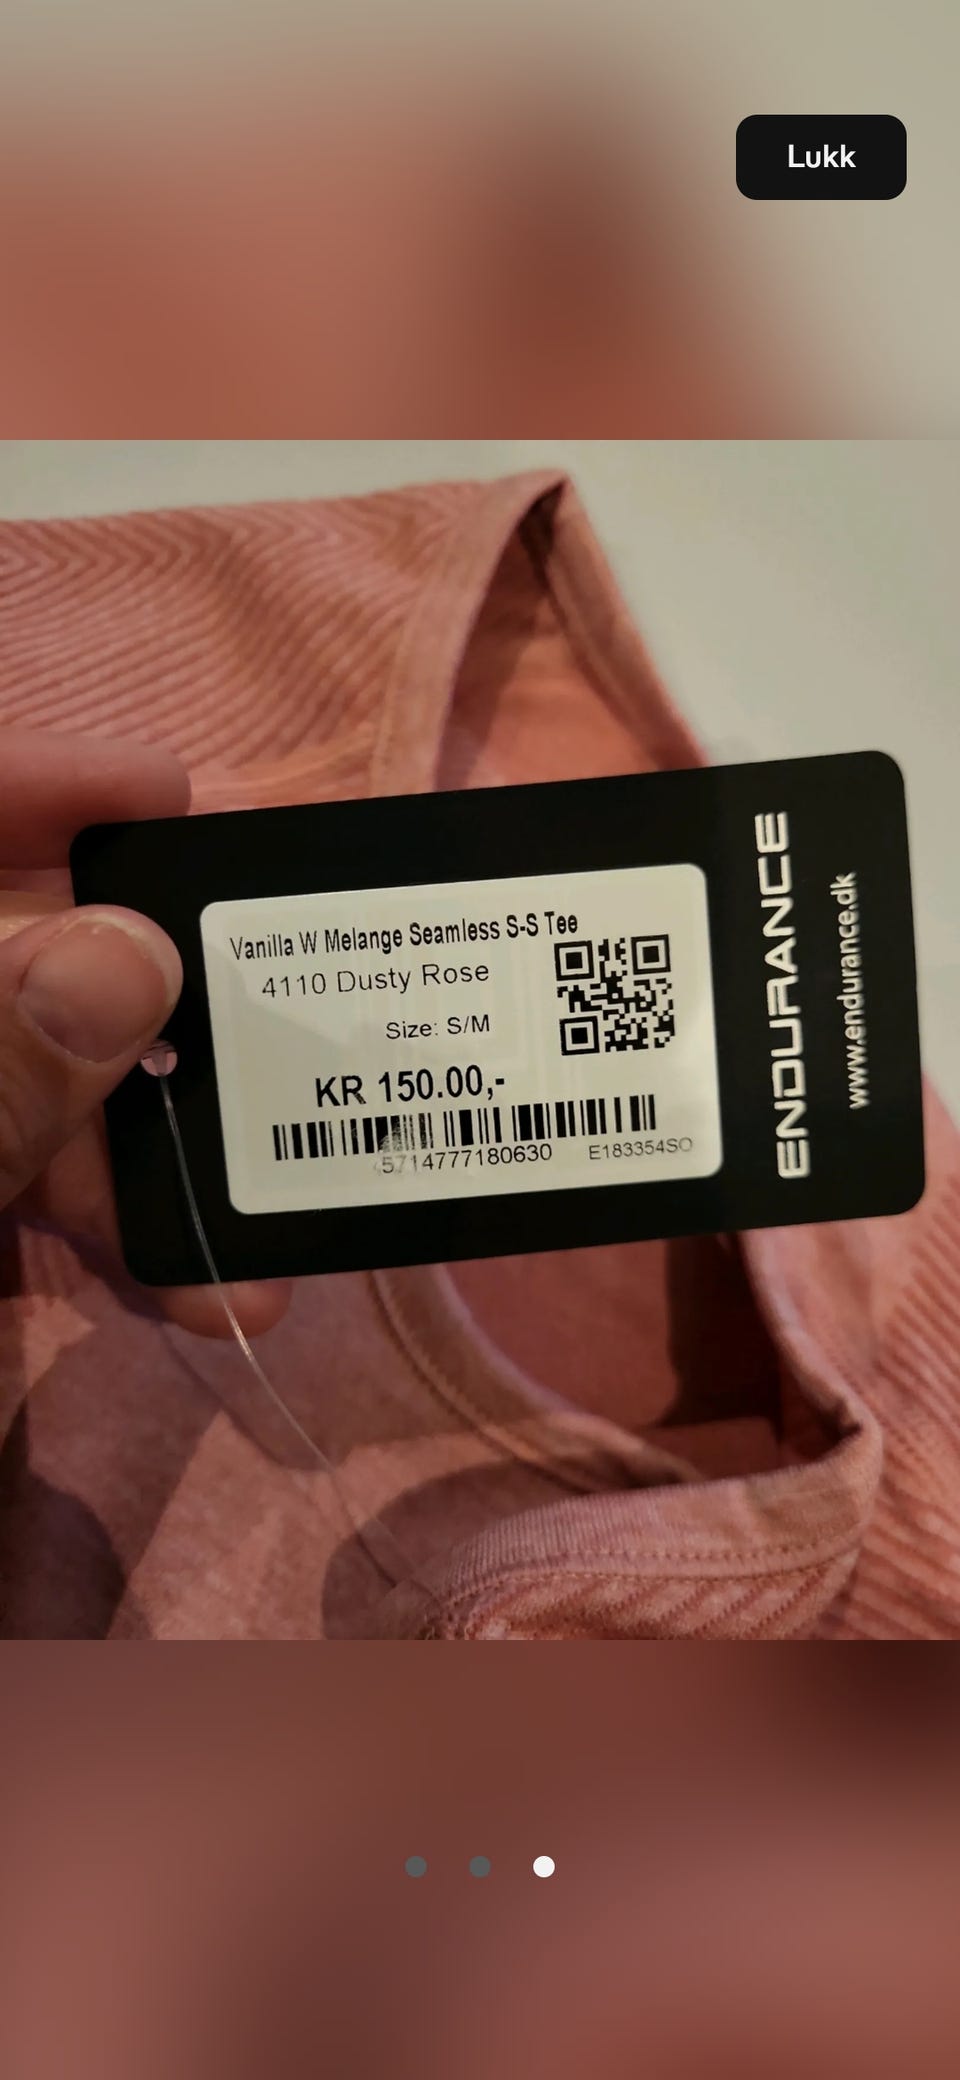 Lukk
Vanilla W Melange Seamless S-S Tee
4110 Dusty Rose
Size: S/M
KR 150.00,-
5714777180630 E183354SO
ENDURANCE
www.endurance.dk